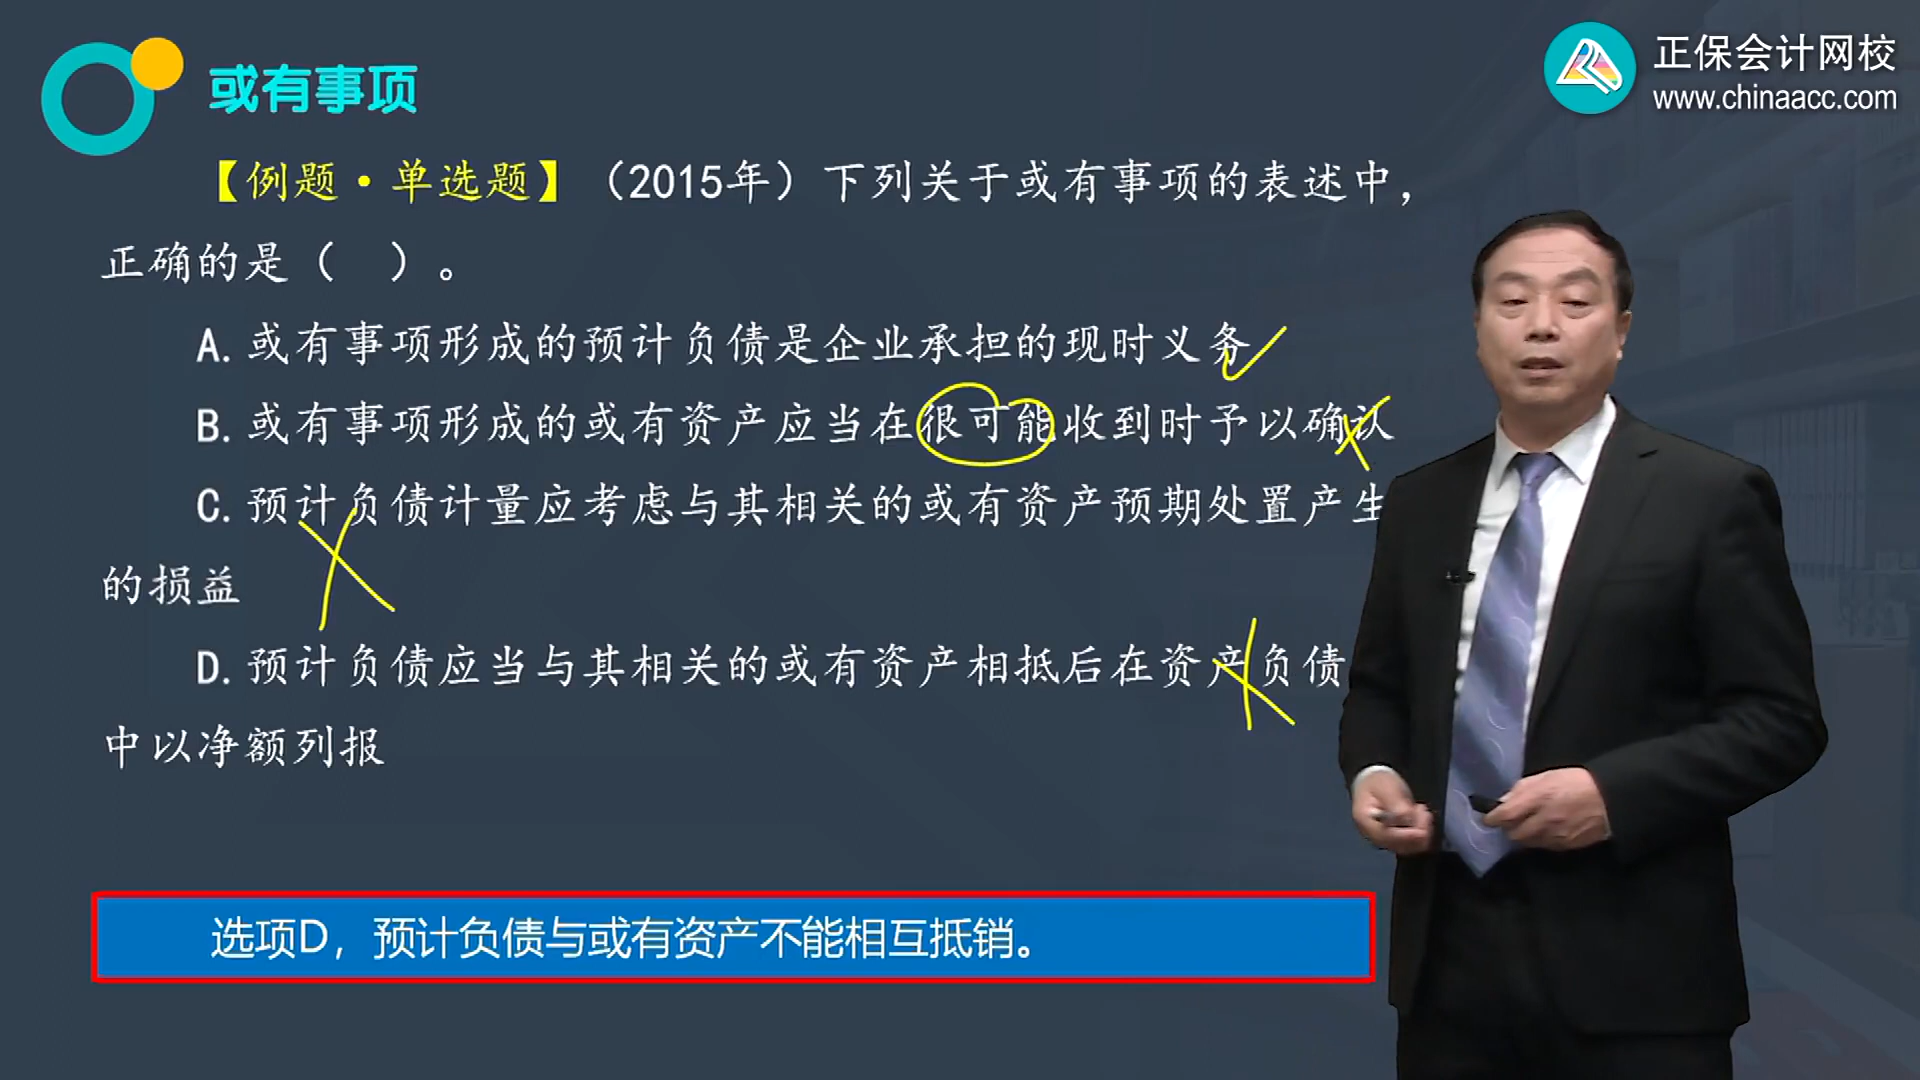 或有事项
正保会计网校
www.chinaacc.com
【例题·单选题】（2015年）下列关于或有事项的表述中，
正确的是（ ）。
A.或有事项形成的预计负债是企业承担的现时义务
B.或有事项形成的或有资产应当在很可能收到时予以确认
C.预计负债计量应考虑与其相关的或有资产预期处置产生
的损益
D.预计负债应当与其相关的或有资产相抵后在资产负债
中以净额列报
选项D，预计负债与或有资产不能相互抵销。